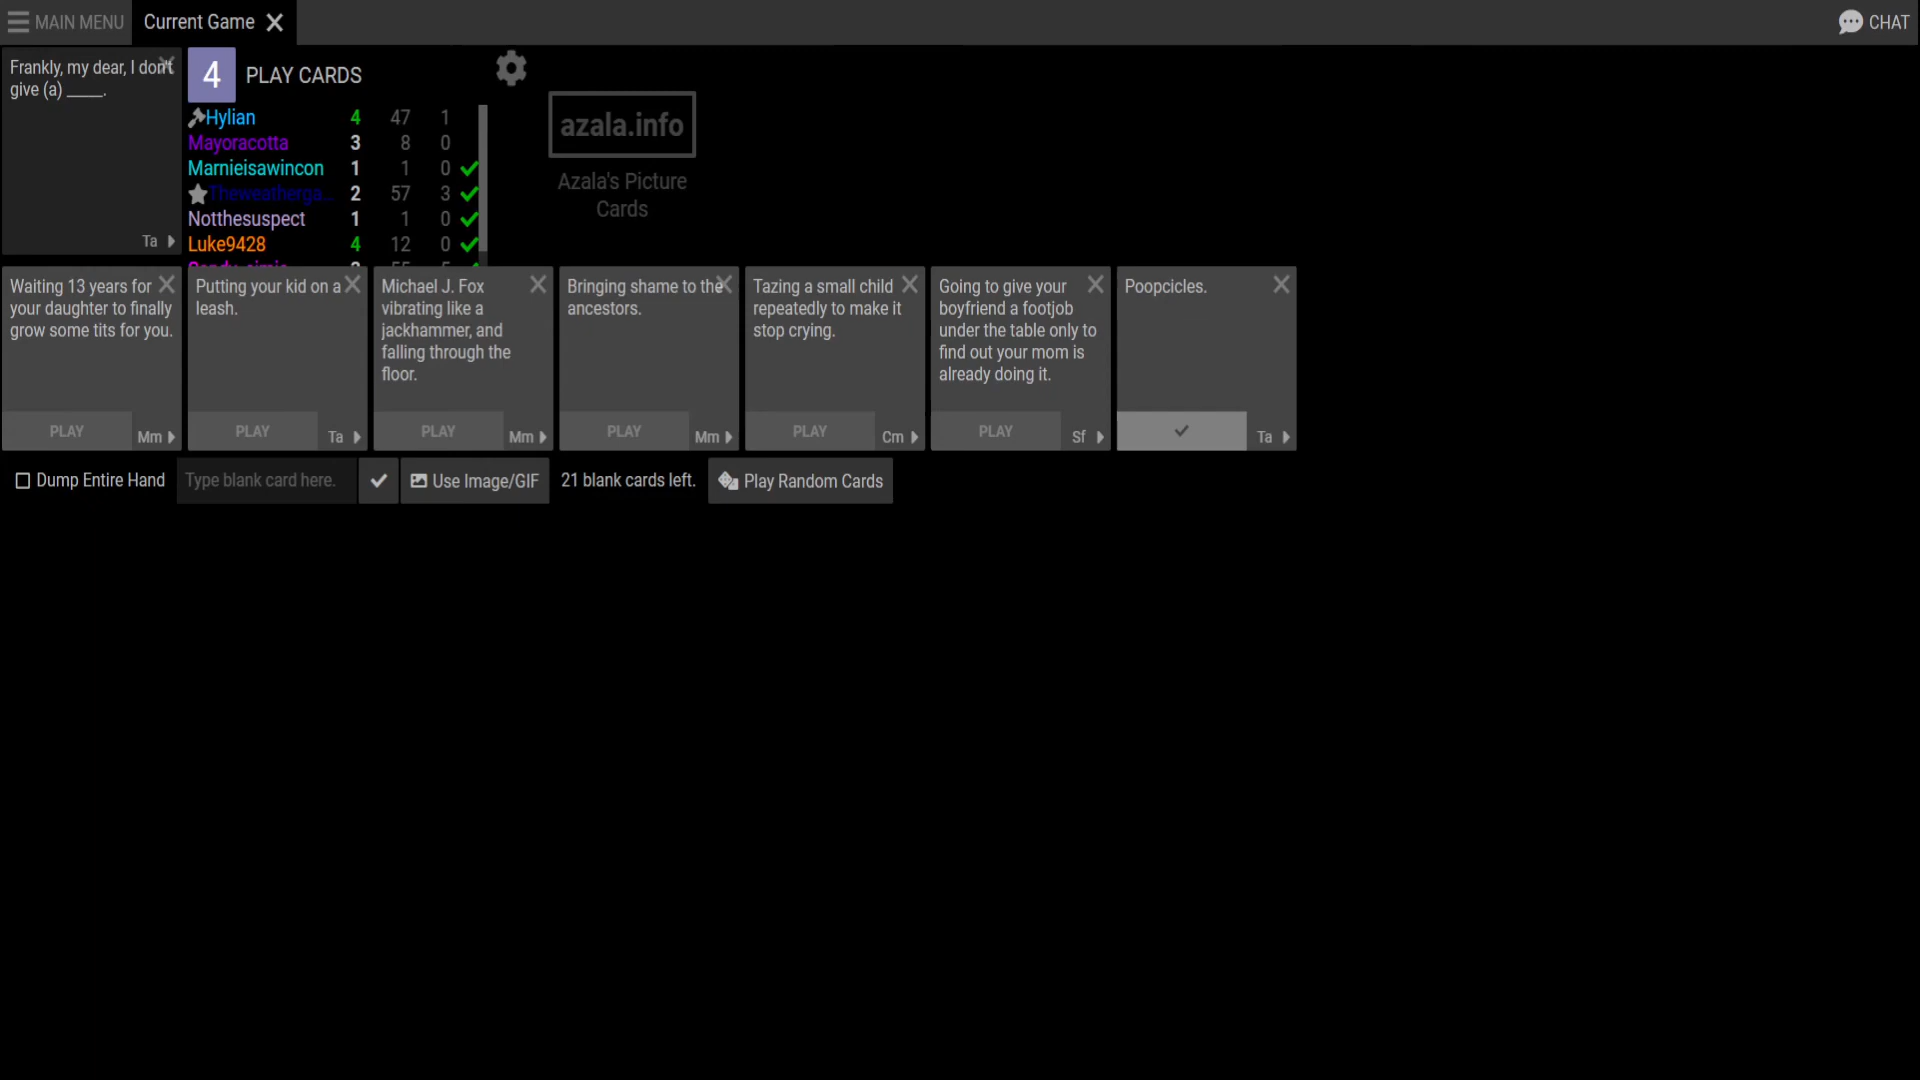 MAIN MENU
Current Game
CHAT
Frankly, my dear, I don't
give (a) _____.
Ta
4 PLAY CARDS
Hylian 4 47 1
Mayoracotta 3 8 0
Marnieisawincon 1 1 0
Theweatherga... 2 57 3
Notthesuspect 1 1 0
Luke9428 4 12 0
azala.info
Azala's Picture
Cards
Waiting 13 years for
your daughter to finally
grow some tits for you.
PLAY
Mm
Putting your kid on a
leash.
PLAY
Ta
Michael J. Fox
vibrating like a
jackhammer, and
falling through the
floor.
PLAY
Mm
Bringing shame to the
ancestors.
PLAY
Mm
Tazing a small child
repeatedly to make it
stop crying.
PLAY
Cm
Going to give your
boyfriend a footjob
under the table only to
find out your mom is
already doing it.
PLAY
Sf
Poopcicles.
Ta
Dump Entire Hand
Type blank card here.
Use Image/GIF
21 blank cards left.
Play Random Cards